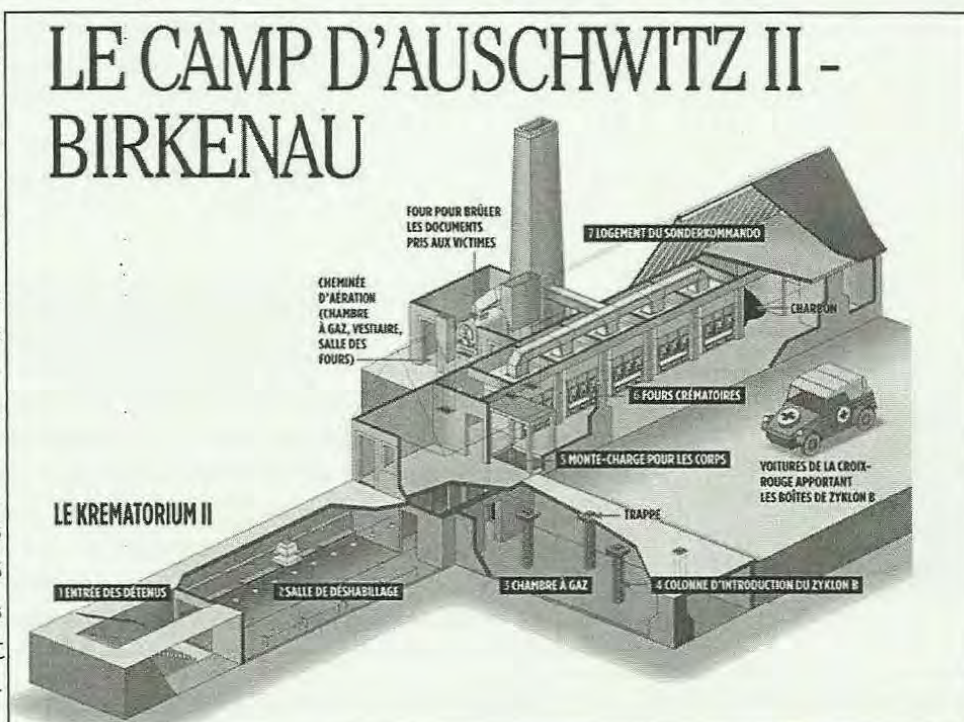 LE CAMP D'AUSCHWITZ II -
BIRKENAU
FOUR POUR BRÛLER
LES DOCUMENTS
PRIS AUX VICTIMES
7 LOGEMENT DU SONDERKOMMANDO
CHEMINÉE
D'AÉRATION
(CHAMBRE
À GAZ, VESTIAIRE,
SALLE DES
FOURS)
CHARBON
6 FOURS CRÉMATOIRES
5 MONTE-CHARGE POUR LES CORPS
VOITURES DE LA CROIX-
ROUGE APPORTANT
LES BOÎTES DE ZYKLON B
LE KREMATORIUM II
TRAPPE
1 ENTRÉE DES DÉTENUS
2 SALLE DE DÉSHABILLAGE
3 CHAMBRE À GAZ
4 COLONNE D'INTRODUCTION DU ZYKLON B